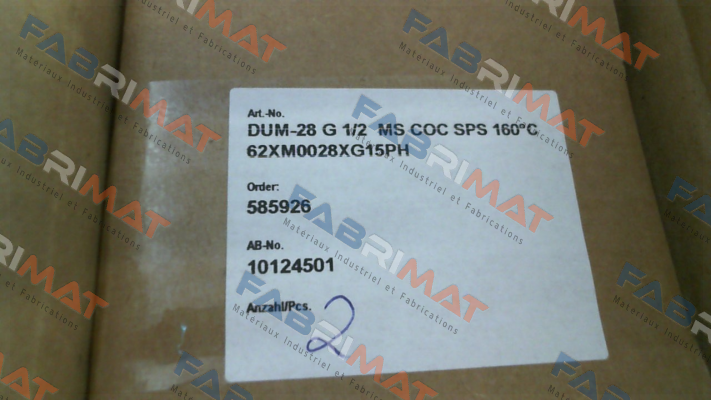 Art.-No.
DUM-28 G 1/2 MS COC SPS 160°C
62XM0028XG15PH
Order:
585926
AB-No.
10124501
Anzahl/Pcs.
2
FABRIMAT
Materiaux Industriel et Fabrications